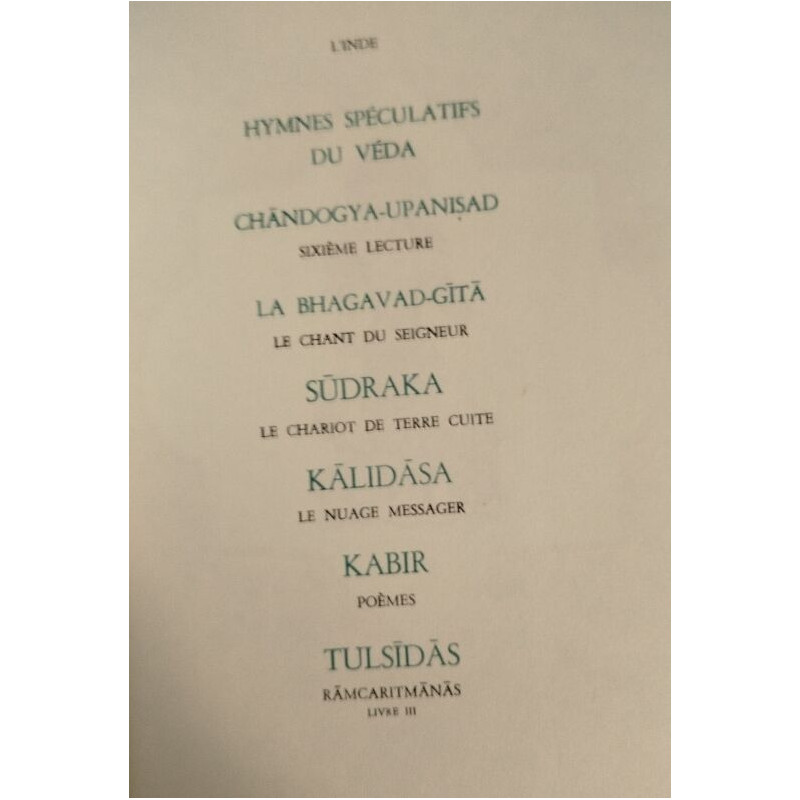 L'INDE
HYMNES SPÉCULATIFS
DU VÉDA
CHĀNDOGYA-UPANIṢAD
SIXIÈME LECTURE
LA BHAGAVAD-GĪTĀ
LE CHANT DU SEIGNEUR
SŪDRAKA
LE CHARIOT DE TERRE CUITE
KĀLIDĀSA
LE NUAGE MESSAGER
KABIR
POÈMES
TULSĪDĀS
RĀMCARITMĀNĀS
LIVRE III